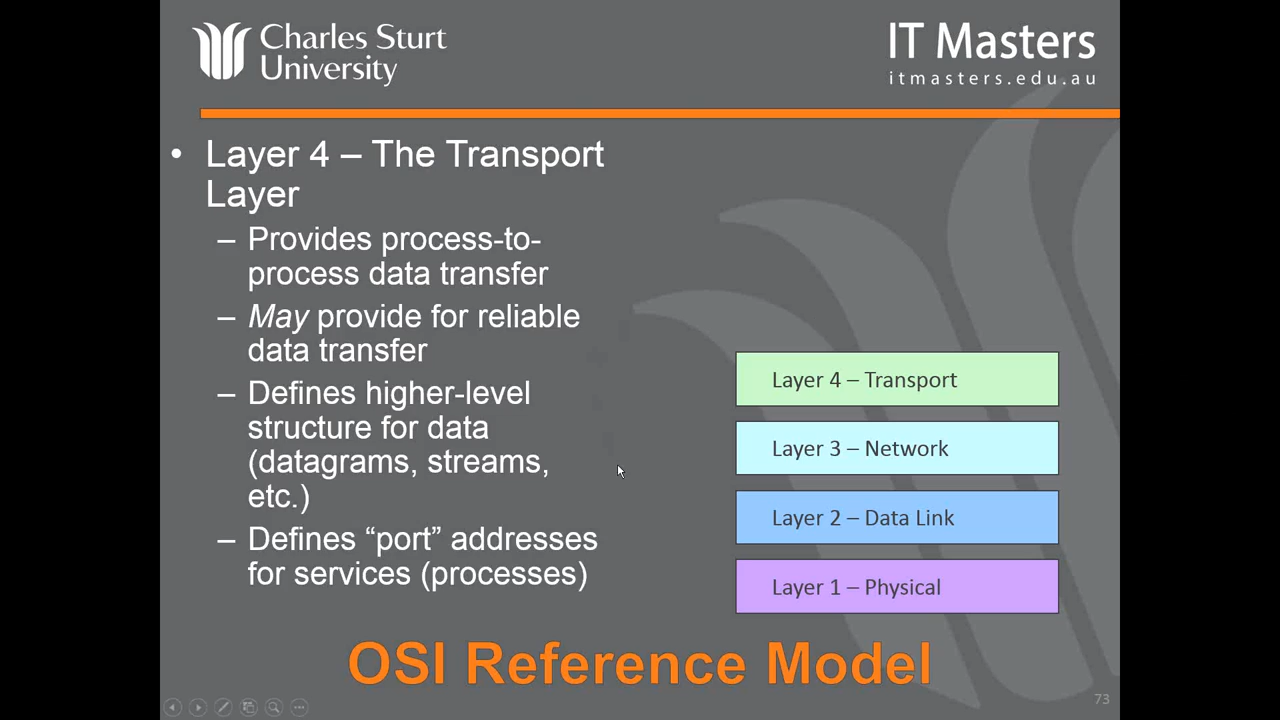 Charles Sturt
University
IT Masters
itmasters.edu.au
• Layer 4 – The Transport
Layer
– Provides process-to-
process data transfer
– May provide for reliable
data transfer
– Defines higher-level
structure for data
(datagrams, streams,
etc.)
– Defines “port” addresses
for services (processes)
Layer 4 – Transport
Layer 3 – Network
Layer 2 – Data Link
Layer 1 – Physical
OSI Reference Model
73